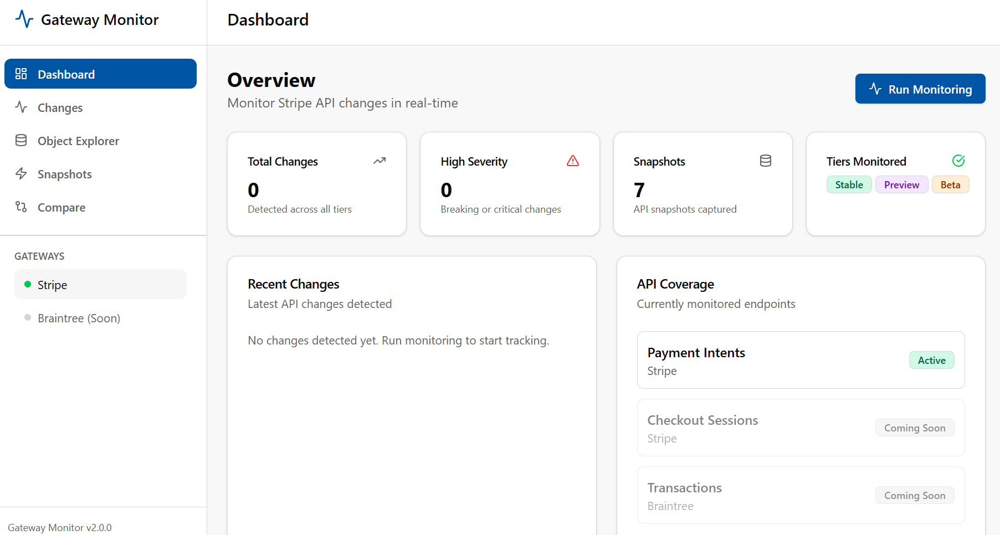 Gateway Monitor
Dashboard
Dashboard
Changes
Object Explorer
Snapshots
Compare
GATEWAYS
Stripe
Braintree (Soon)
Gateway Monitor v2.0.0
Overview
Monitor Stripe API changes in real-time
Run Monitoring
Total Changes
0
Detected across all tiers
High Severity
0
Breaking or critical changes
Snapshots
7
API snapshots captured
Tiers Monitored
Stable Preview Beta
Recent Changes
Latest API changes detected
No changes detected yet. Run monitoring to start tracking.
API Coverage
Currently monitored endpoints
Payment Intents
Stripe
Active
Checkout Sessions
Stripe
Coming Soon
Transactions
Braintree
Coming Soon